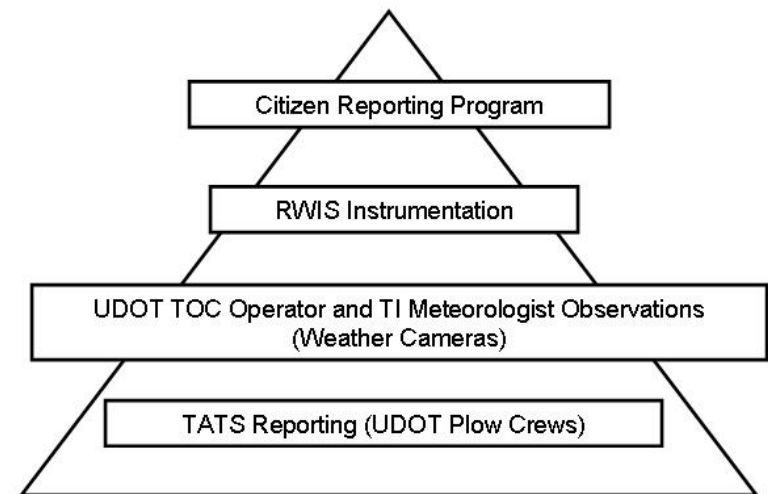 Citizen Reporting Program
RWIS Instrumentation
UDOT TOC Operator and TI Meteorologist Observations
(Weather Cameras)
TATS Reporting (UDOT Plow Crews)